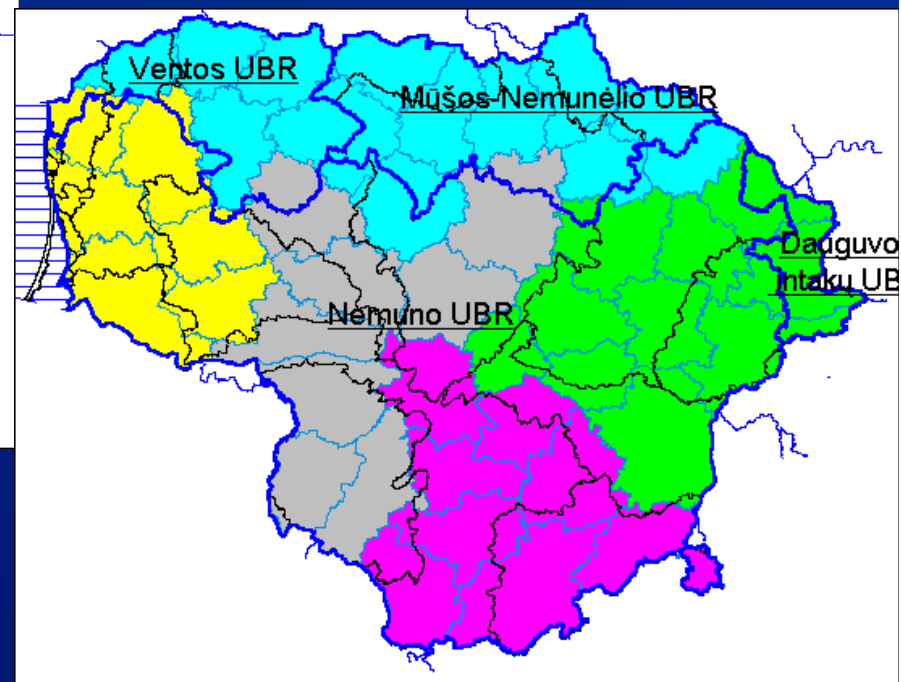 Ventos UBR
Mūšos-Nemunėlio UBR
Dauguvo
intakų UB
Nemuno UBR